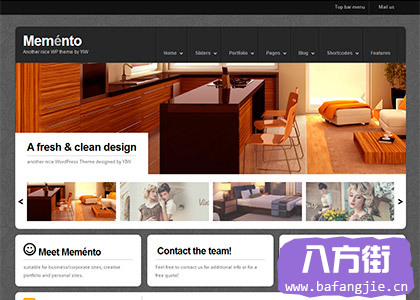 Top bar menu
Mail us
Meménto
Another nice WP theme by YIW
Home
Sliders
Portfolio
Pages
Blog
Shortcodes
Features
A fresh & clean design
another nice WordPress Theme designed by YIW
Meet Meménto
suitable for business/corporate sites, creative
portfolio and personal sites.
Contact the team!
Feel free to contact us for additional info or for a
free quote!
八方街
www.bafangjie.cn